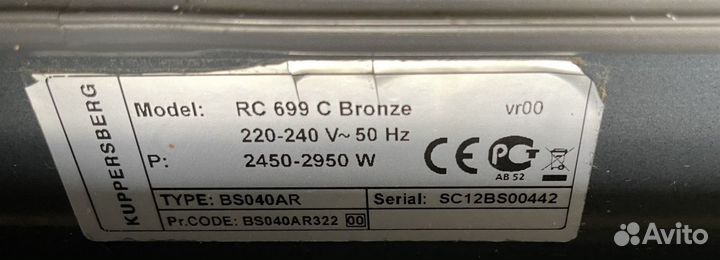 KUPPERSBERG
Model: RC 699 C Bronze vr00
220-240 V~ 50 Hz
P: 2450-2950 W
CE PCT
AB 52
TYPE: BS040AR Serial: SC12BS00442
Pr.CODE: BS040AR322 00
Avito